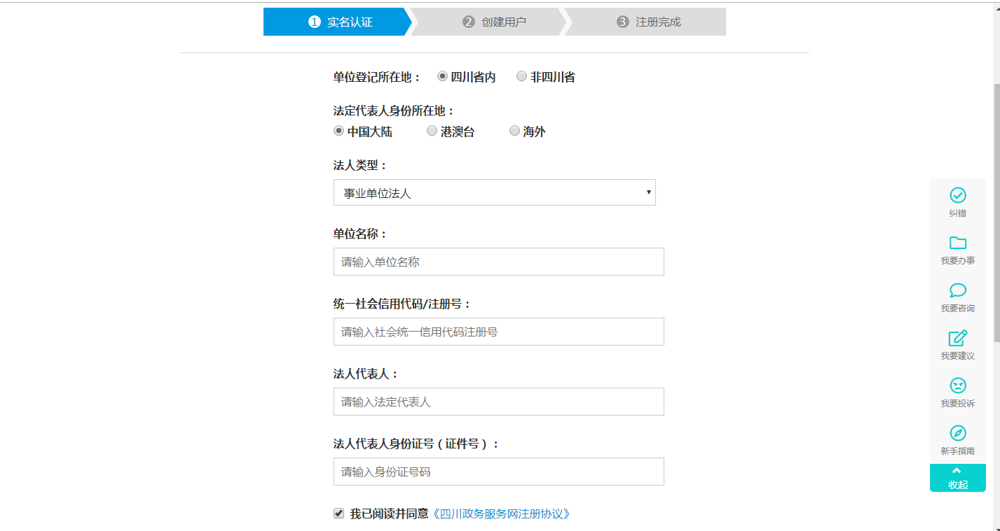 1 实名认证 2 创建用户 3 注册完成
单位登记所在地： 四川省内 非四川省
法定代表人身份所在地：
中国大陆 港澳台 海外
法人类型：
事业单位法人
单位名称：
请输入单位名称
统一社会信用代码/注册号：
请输入社会统一信用代码注册号
法人代表人：
请输入法定代表人
法人代表人身份证号（证件号）：
请输入身份证号码
我已阅读并同意《四川政务服务网注册协议》
纠错
我要办事
我要咨询
我要建议
我要投诉
新手指南
收起